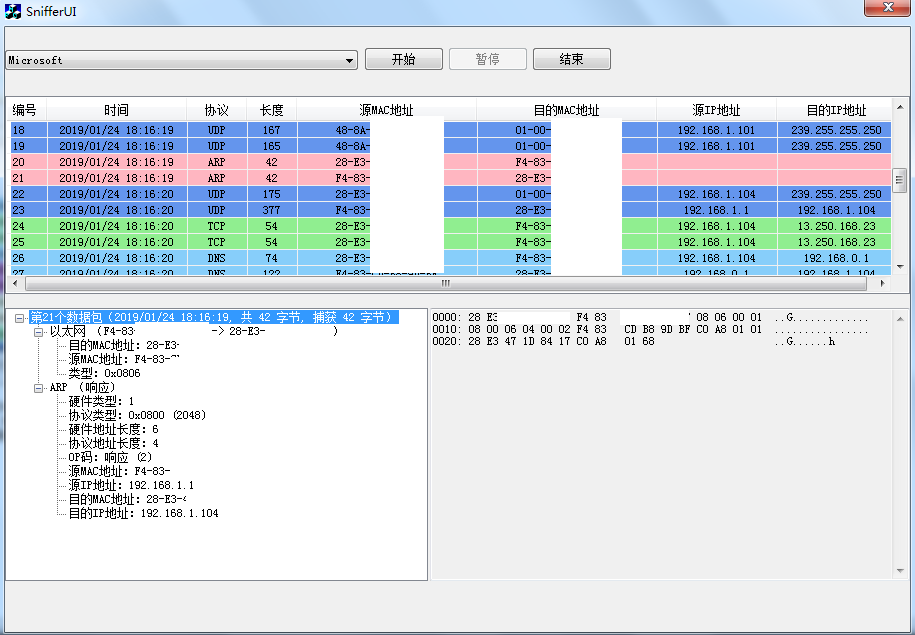 SnifferUI
Microsoft 开始 暂停 结束
编号 时间 协议 长度 源MAC地址 目的MAC地址 源IP地址 目的IP地址
18 2019/01/24 18:16:19 UDP 167 48-8A- 01-00- 192.168.1.101 239.255.255.250
19 2019/01/24 18:16:19 UDP 165 48-8A- 01-00- 192.168.1.101 239.255.255.250
20 2019/01/24 18:16:19 ARP 42 28-E3- F4-83-
21 2019/01/24 18:16:19 ARP 42 F4-83- 28-E3-
22 2019/01/24 18:16:20 UDP 175 28-E3- 01-00- 192.168.1.104 239.255.255.250
23 2019/01/24 18:16:20 UDP 377 F4-83- 28-E3- 192.168.1.1 192.168.1.104
24 2019/01/24 18:16:20 TCP 54 28-E3- F4-83- 192.168.1.104 13.250.168.23
25 2019/01/24 18:16:20 TCP 54 28-E3- F4-83- 192.168.1.104 13.250.168.23
26 2019/01/24 18:16:20 DNS 74 28-E3- F4-83- 192.168.1.104 192.168.0.1
27 2019/01/24 18:16:20 DNS 122 F4-83- 28-E3- 192.168.0.1 192.168.1.104
第21个数据包(2019/01/24 18:16:19, 共 42 字节, 捕获 42 字节)
以太网 (F4-83- -> 28-E3- )
目的MAC地址: 28-E3-
源MAC地址: F4-83-
类型: 0x0806
ARP (响应)
硬件类型: 1
协议类型: 0x0800 (2048)
硬件地址长度: 6
协议地址长度: 4
OP码: 响应 (2)
源MAC地址: F4-83-
源IP地址: 192.168.1.1
目的MAC地址: 28-E3-
目的IP地址: 192.168.1.104
0000: 28 E3 F4 83 08 06 00 01 ..G.............
0010: 08 00 06 04 00 02 F4 83 CD B8 9D BF C0 A8 01 01 ................
0020: 28 E3 47 1D 84 17 C0 A8 01 68 ..G......h